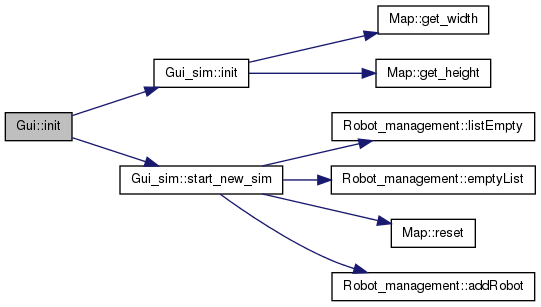 Map::get_width
Gui_sim::init
Map::get_height
Gui::init
Robot_management::listEmpty
Gui_sim::start_new_sim
Robot_management::emptyList
Map::reset
Robot_management::addRobot